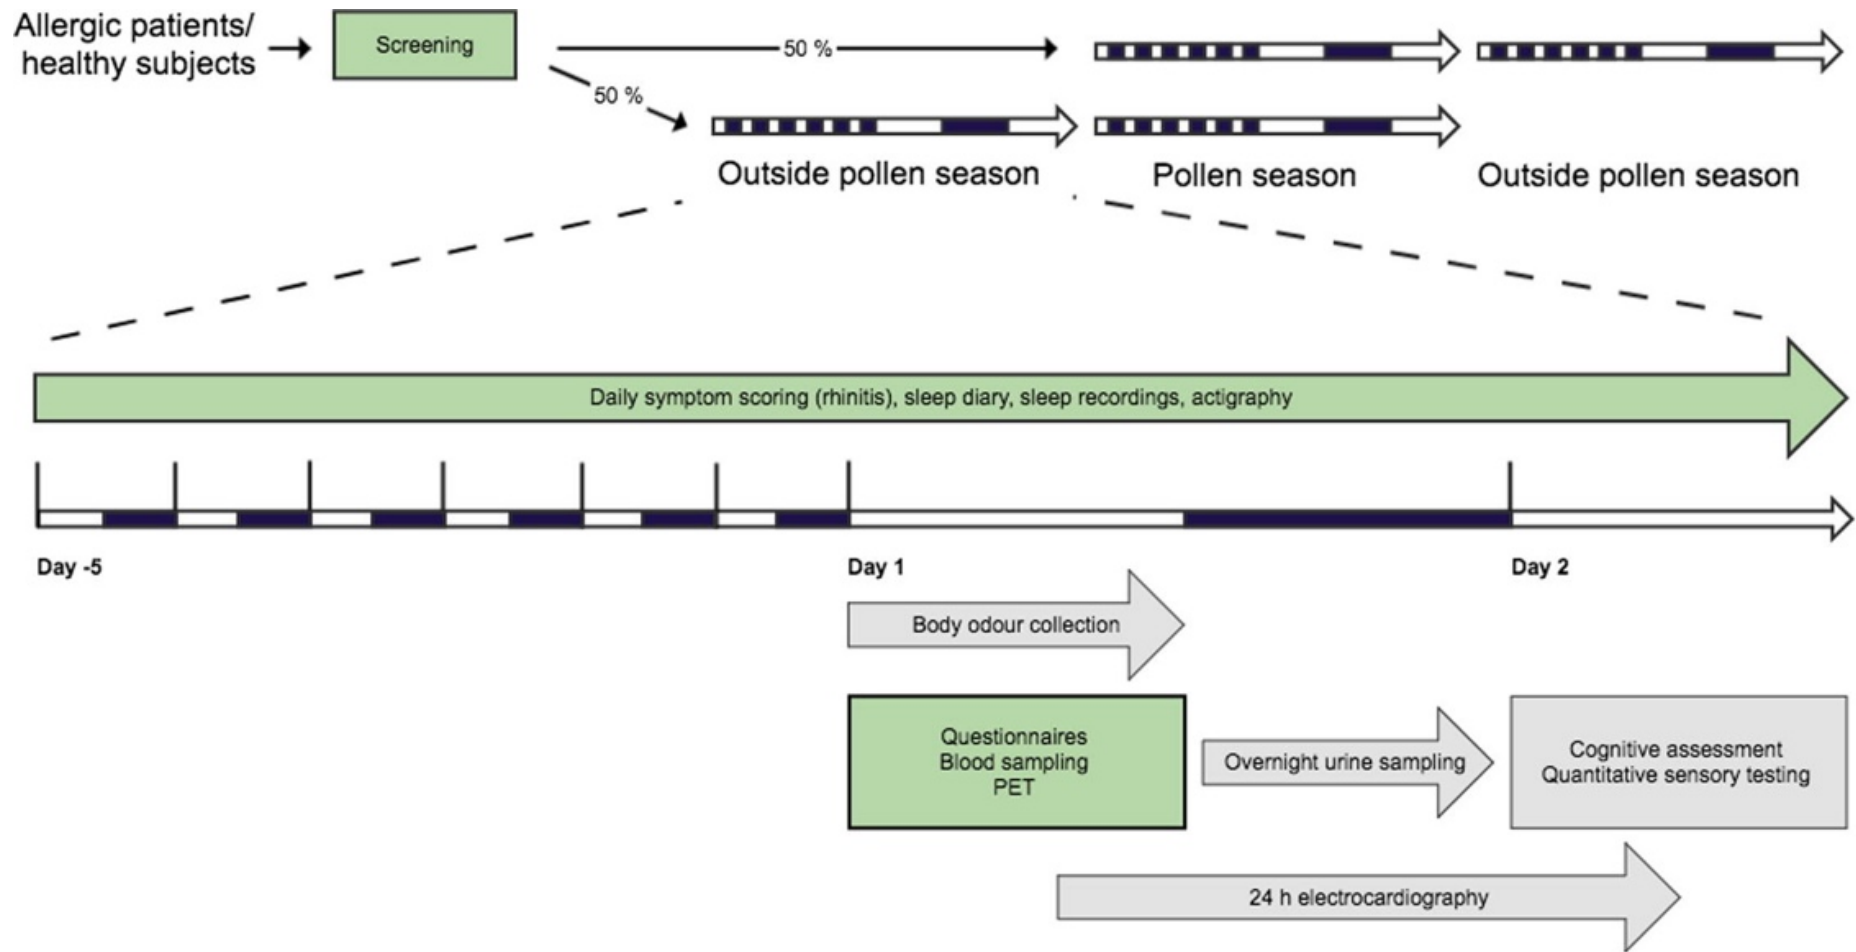 Allergic patients/
healthy subjects
Screening
50 %
50 %
Outside pollen season
Pollen season
Outside pollen season
Daily symptom scoring (rhinitis), sleep diary, sleep recordings, actigraphy
Day -5
Day 1
Day 2
Body odour collection
Questionnaires
Blood sampling
PET
Overnight urine sampling
Cognitive assessment
Quantitative sensory testing
24 h electrocardiography